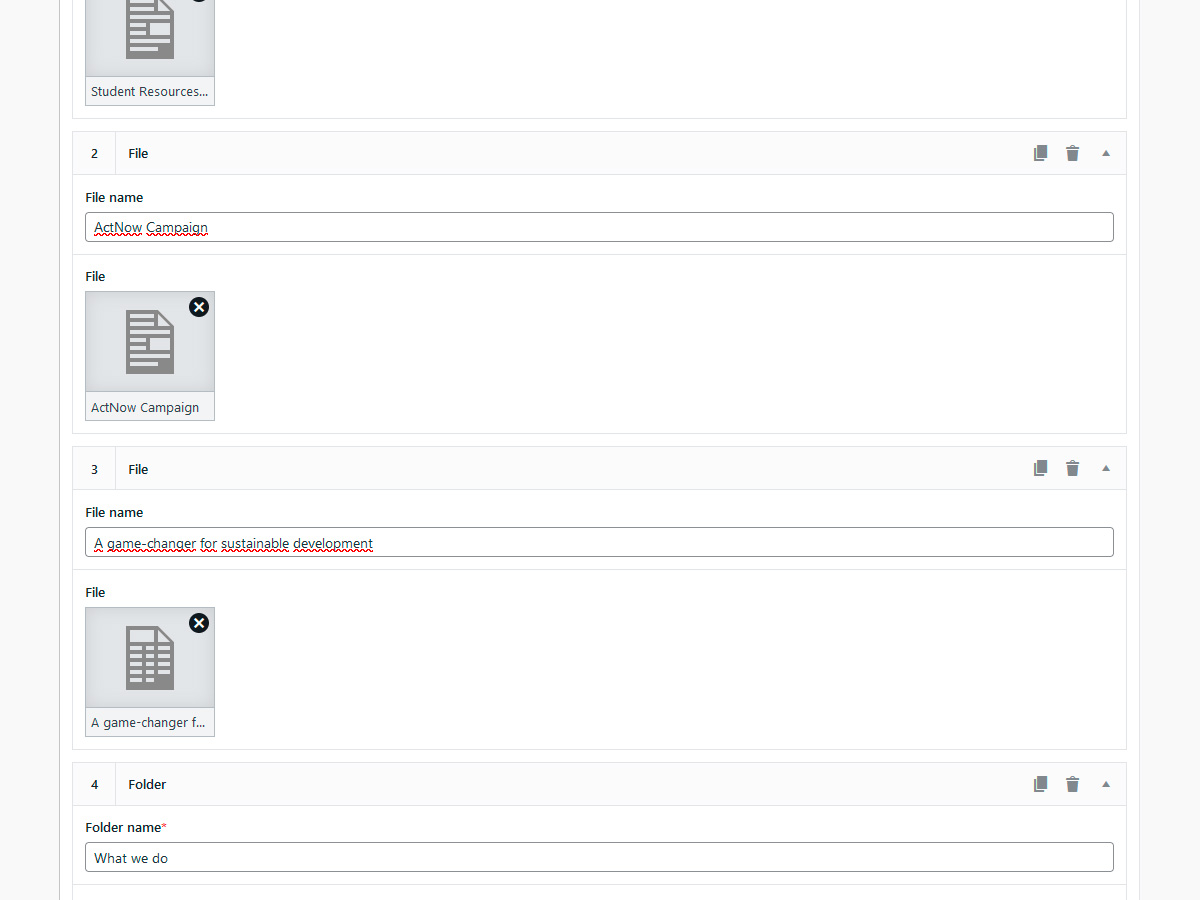 Student Resources...
2 File
File name
ActNow Campaign
File
ActNow Campaign
3 File
File name
A game-changer for sustainable development
File
A game-changer f...
4 Folder
Folder name*
What we do